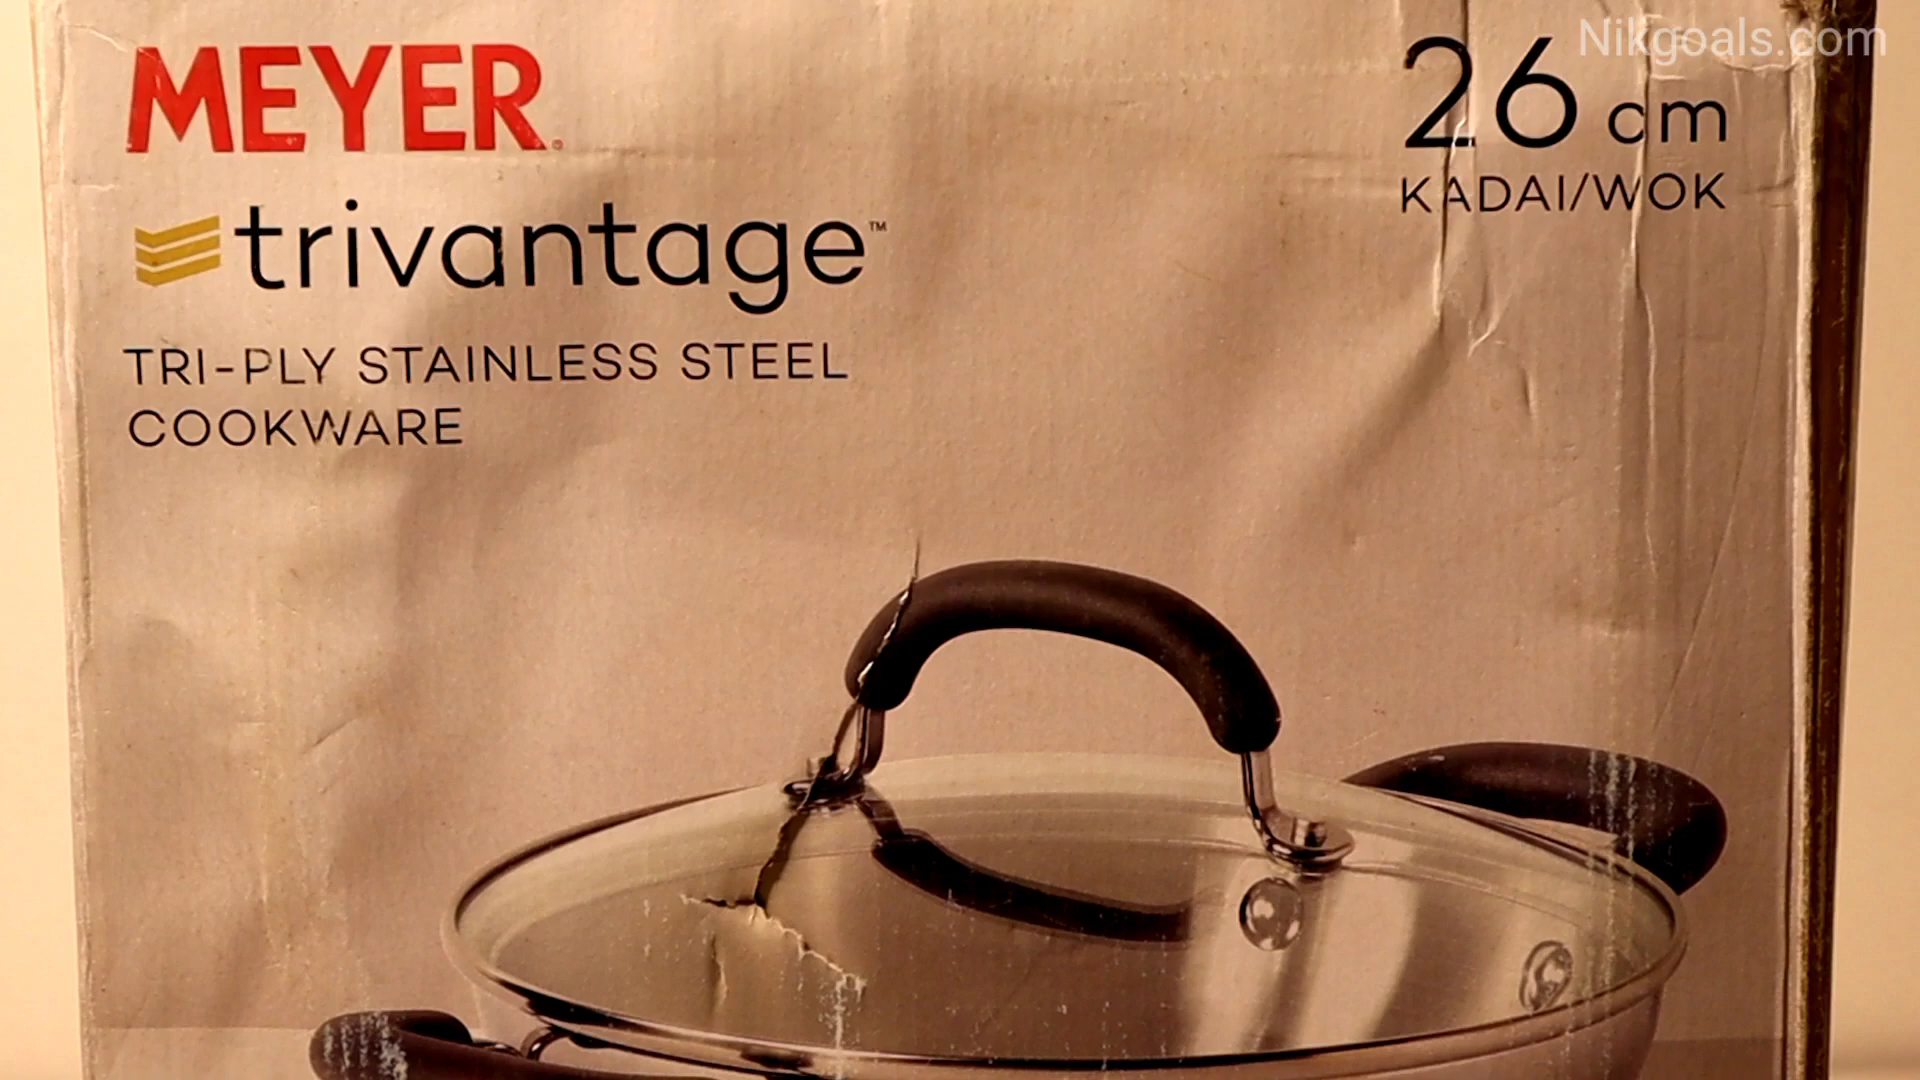 MEYER®
trivantage™
TRI-PLY STAINLESS STEEL
COOKWARE
26 cm
KADAI/WOK
Nikgoals.com